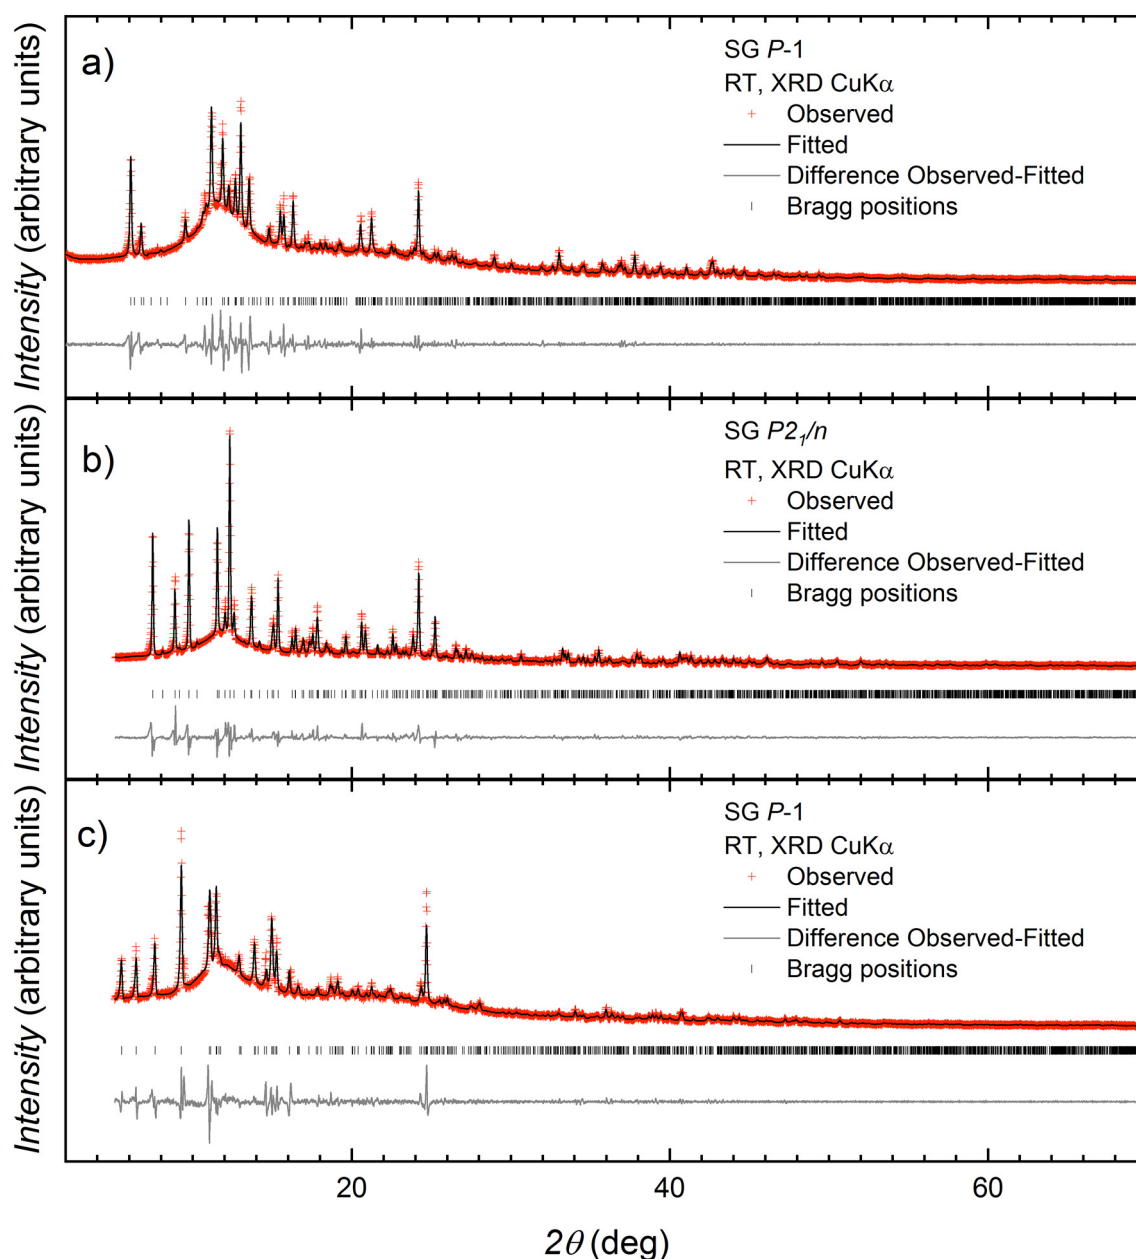 a)
Intensity (arbitrary units)
SG P-1
RT, XRD CuKα
Observed
Fitted
Difference Observed-Fitted
Bragg positions
b)
Intensity (arbitrary units)
SG P2₁/n
RT, XRD CuKα
Observed
Fitted
Difference Observed-Fitted
Bragg positions
c)
Intensity (arbitrary units)
SG P-1
RT, XRD CuKα
Observed
Fitted
Difference Observed-Fitted
Bragg positions
20 40 60
2θ (deg)